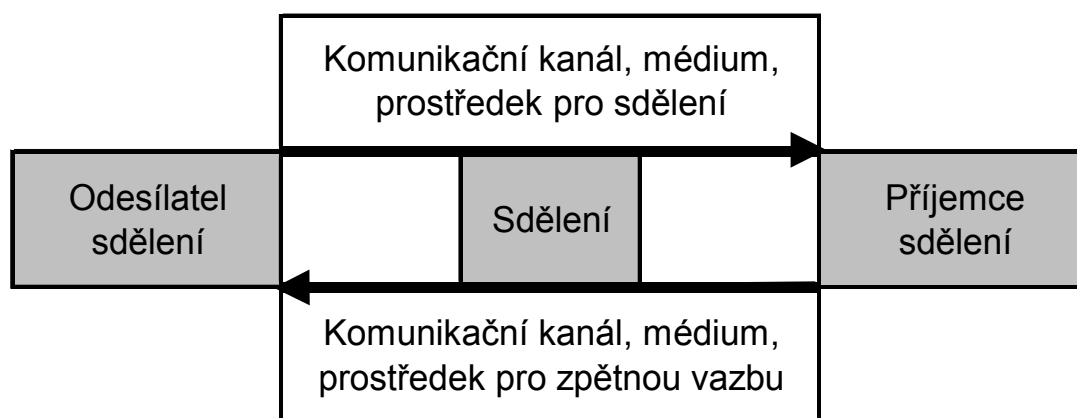 Komunikační kanál, médium,
prostředek pro sdělení
Odesílatel
sdělení
Sdělení
Příjemce
sdělení
Komunikační kanál, médium,
prostředek pro zpětnou vazbu